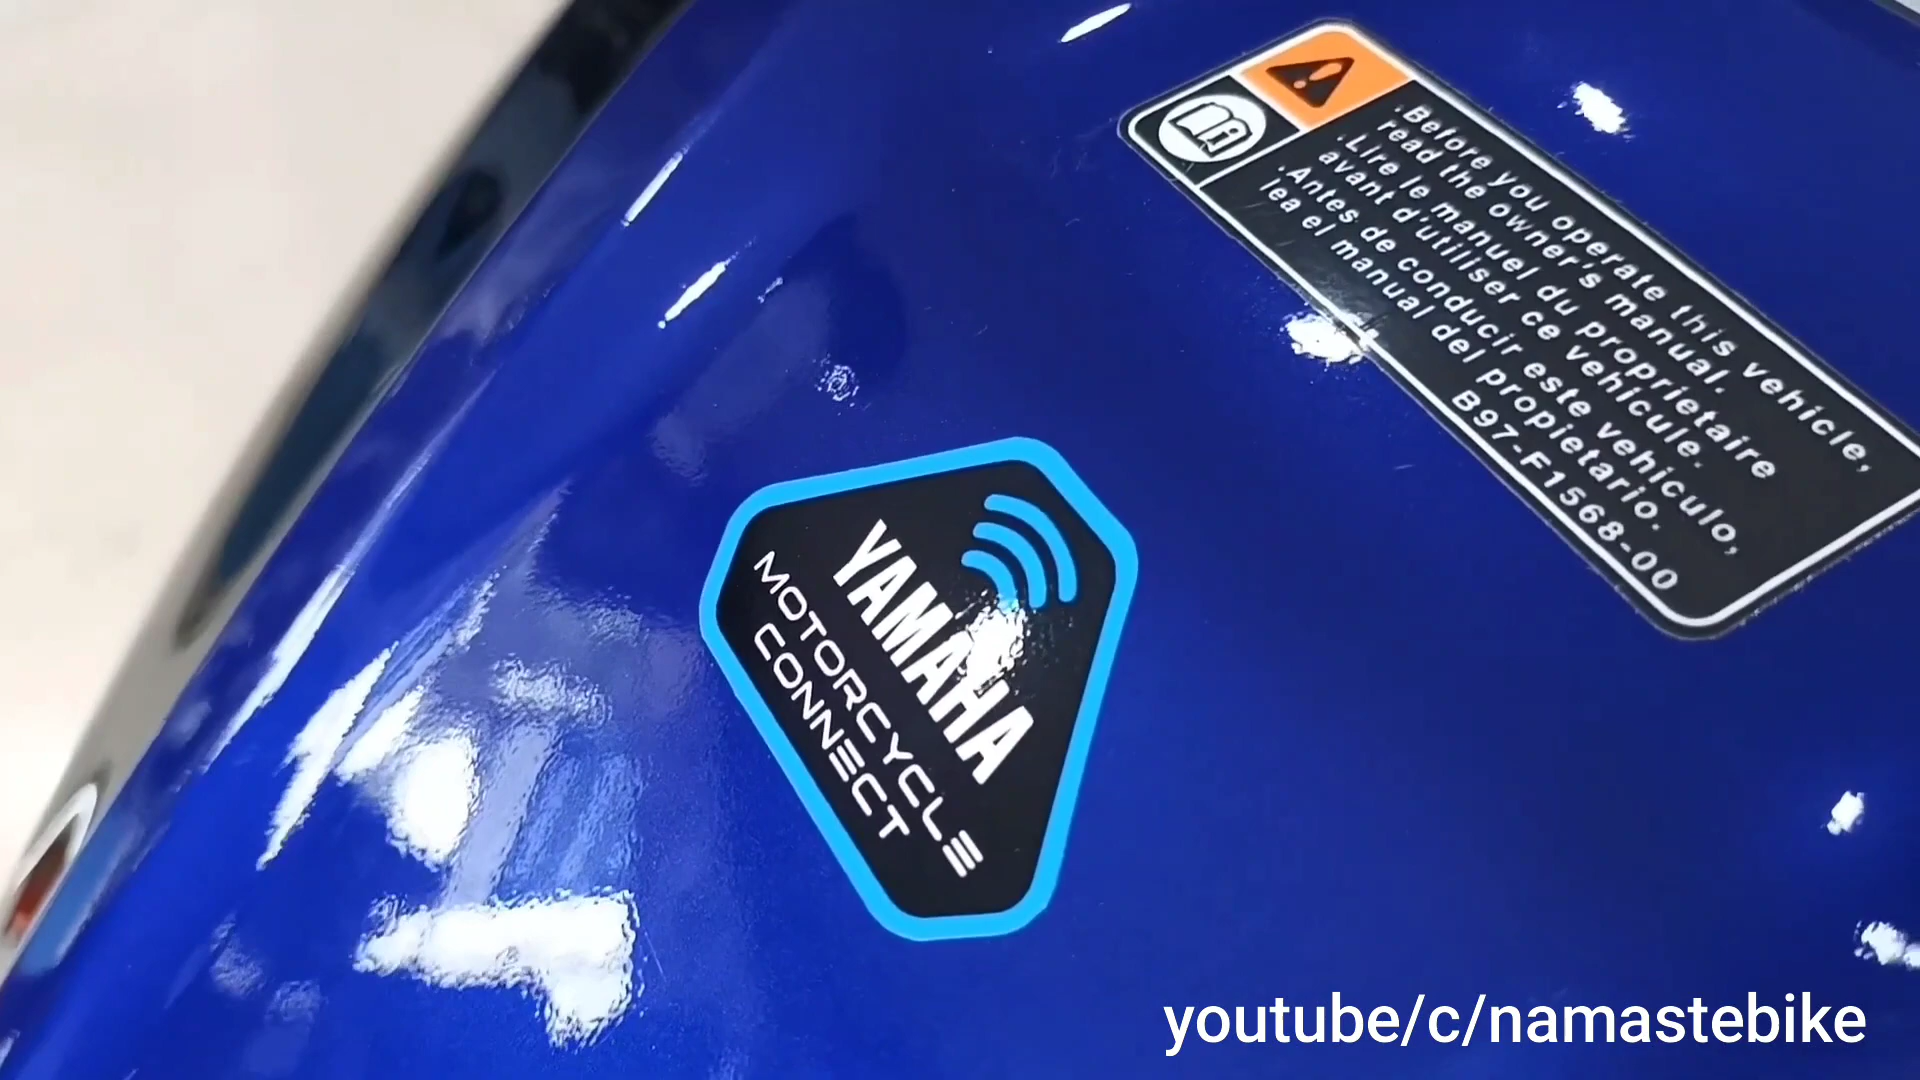 ·Before you operate this vehicle,
read the owner's manual.
·Lire le manuel du propriétaire
avant d'utiliser ce véhicule.
·Antes de conducir este vehículo,
lea el manual del propietario.
B97-F1568-00
YAMAHA
MOTORCYCLE
CONNECT
youtube/c/namastebike